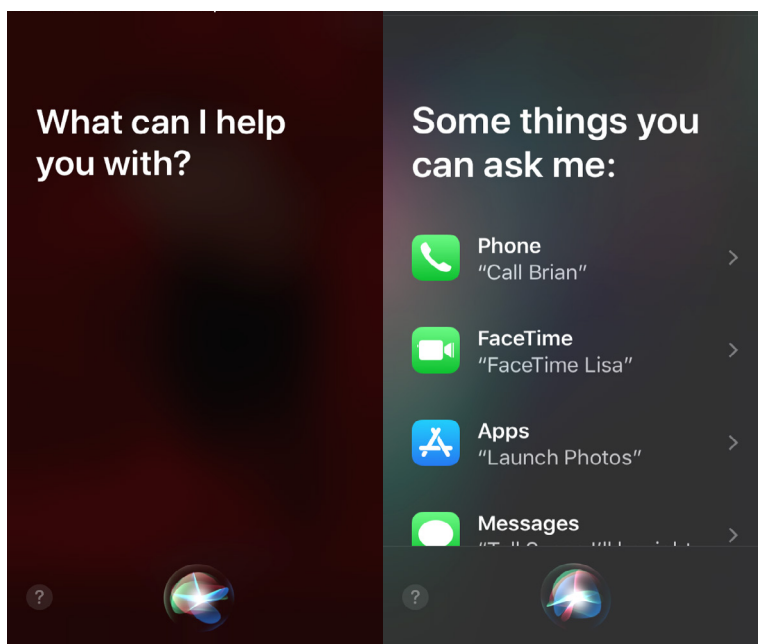 What can I help
you with?
?
Some things you
can ask me:
Phone
“Call Brian”
FaceTime
“FaceTime Lisa”
Apps
“Launch Photos”
Messages
?